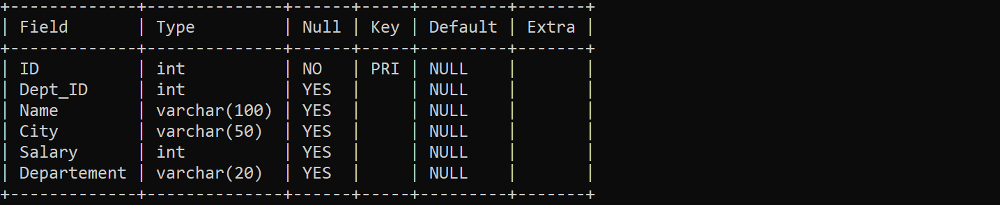 +-------------+--------------+------+-----+---------+-------+
| Field       | Type         | Null | Key | Default | Extra |
+-------------+--------------+------+-----+---------+-------+
| ID          | int          | NO   | PRI | NULL    |       |
| Dept_ID     | int          | YES  |     | NULL    |       |
| Name        | varchar(100) | YES  |     | NULL    |       |
| City        | varchar(50)  | YES  |     | NULL    |       |
| Salary      | int          | YES  |     | NULL    |       |
| Departement | varchar(20)  | YES  |     | NULL    |       |
+-------------+--------------+------+-----+---------+-------+